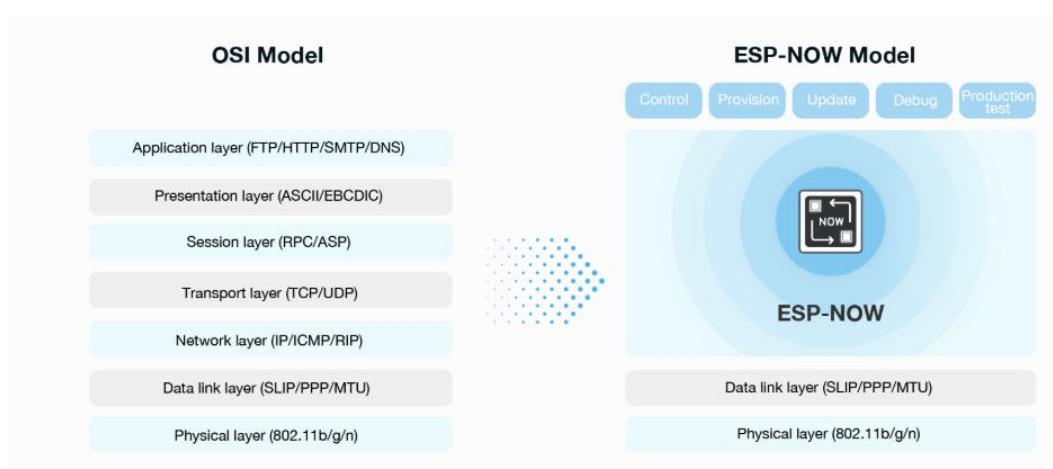 OSI Model
Application layer (FTP/HTTP/SMTP/DNS)
Presentation layer (ASCII/EBCDIC)
Session layer (RPC/ASP)
Transport layer (TCP/UDP)
Network layer (IP/ICMP/RIP)
Data link layer (SLIP/PPP/MTU)
Physical layer (802.11b/g/n)
ESP-NOW Model
Control
Provision
Update
Debug
Production
test
NOW
ESP-NOW
Data link layer (SLIP/PPP/MTU)
Physical layer (802.11b/g/n)